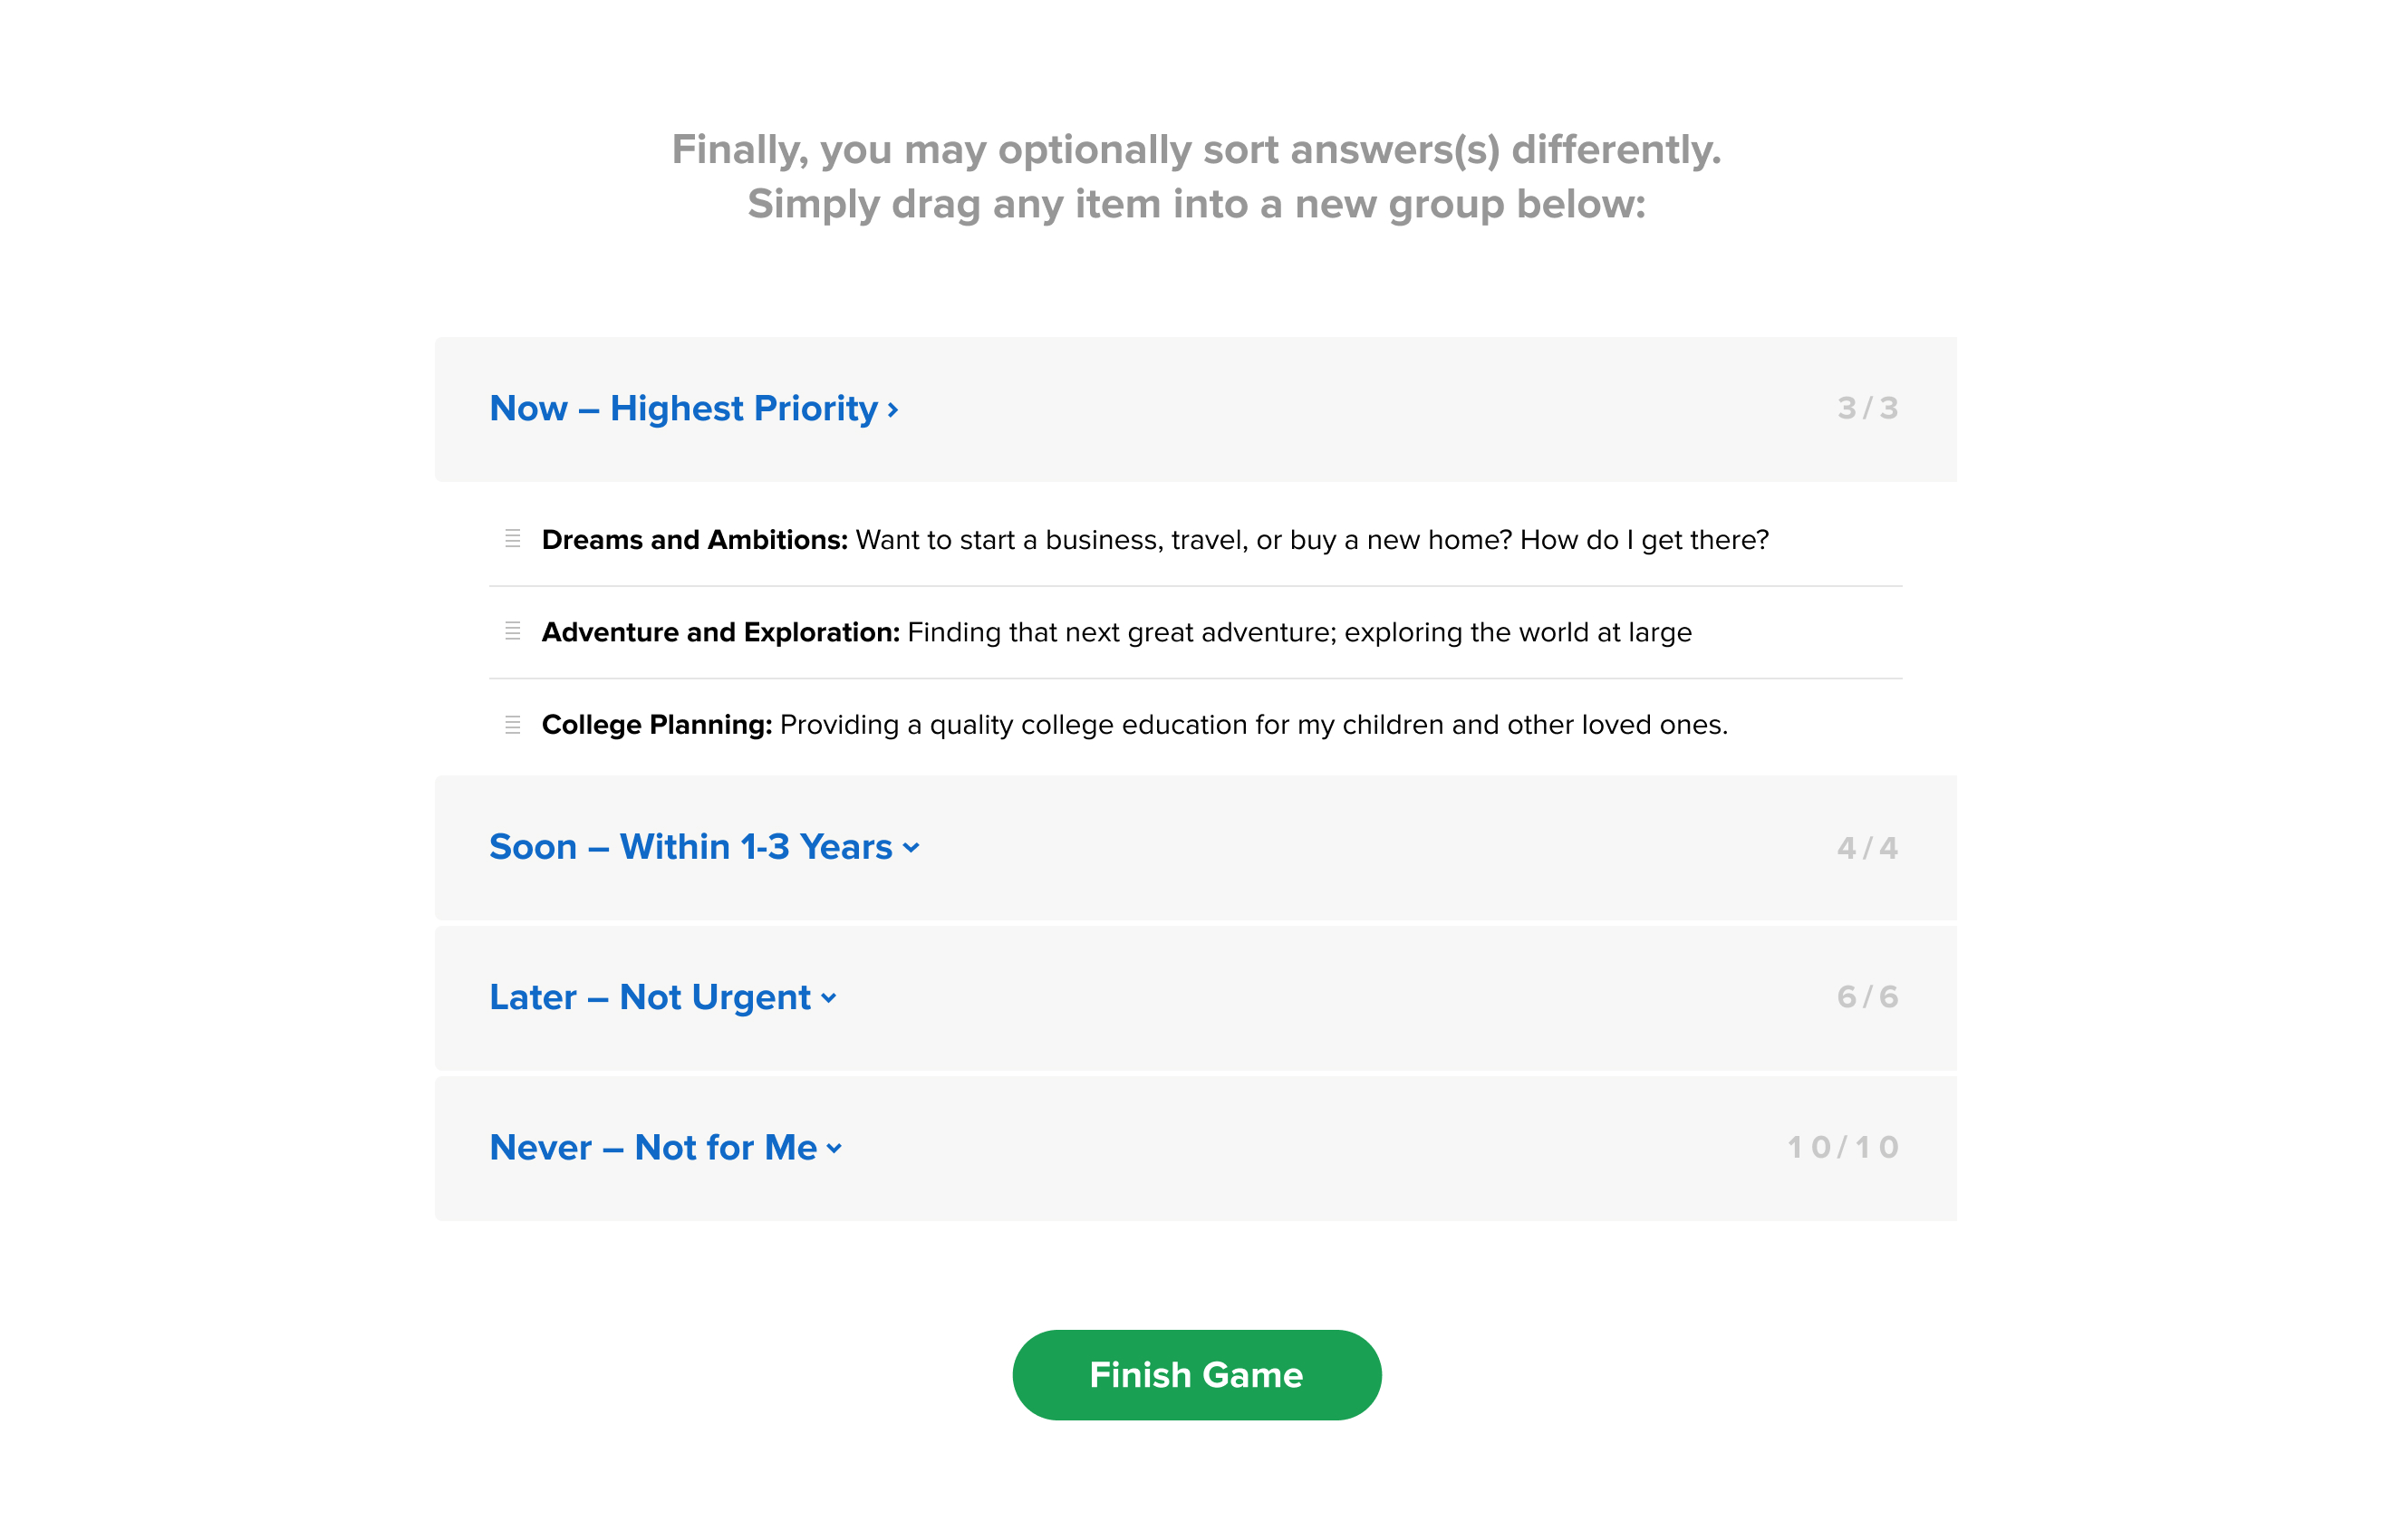 Finally, you may optionally sort answers(s) differently.
Simply drag any item into a new group below:
Now – Highest Priority ›
3/3
Dreams and Ambitions: Want to start a business, travel, or buy a new home? How do I get there?
Adventure and Exploration: Finding that next great adventure; exploring the world at large
College Planning: Providing a quality college education for my children and other loved ones.
Soon – Within 1-3 Years
4/4
Later – Not Urgent
6/6
Never – Not for Me
10/10
Finish Game